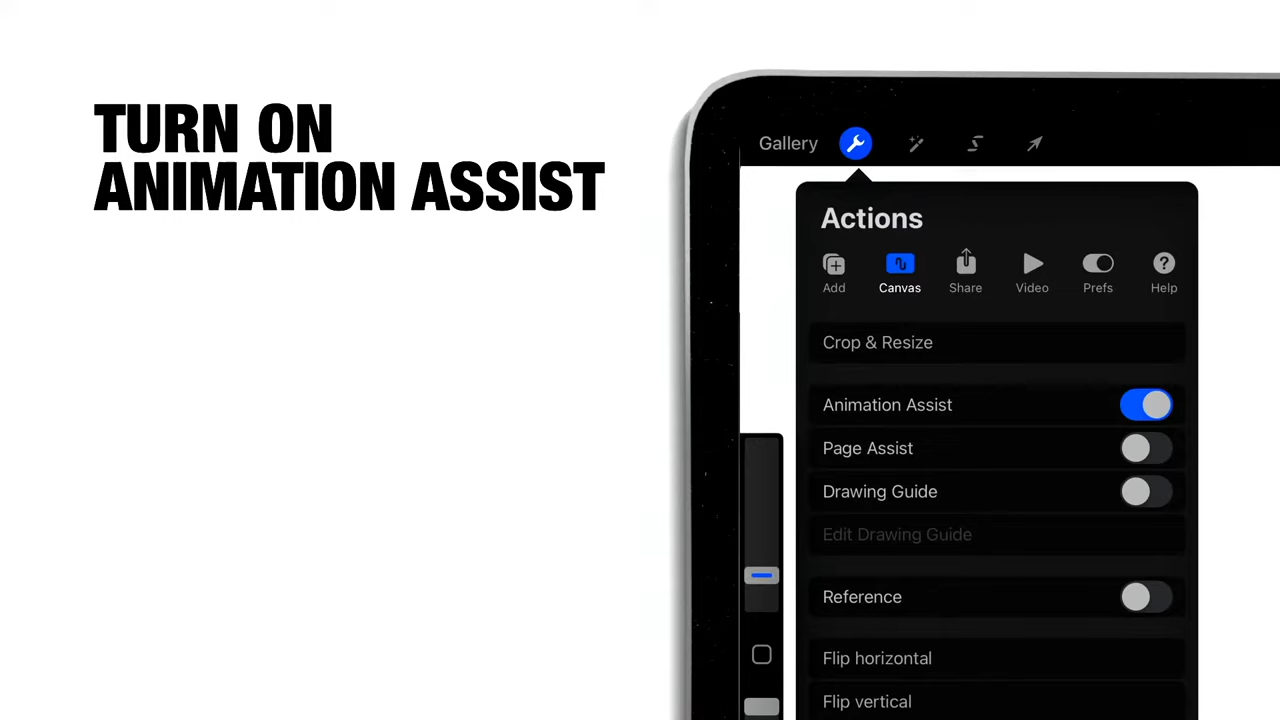 TURN ON
ANIMATION ASSIST
Gallery
Actions
Add Canvas Share Video Prefs Help
Crop & Resize
Animation Assist
Page Assist
Drawing Guide
Edit Drawing Guide
Reference
Flip horizontal
Flip vertical